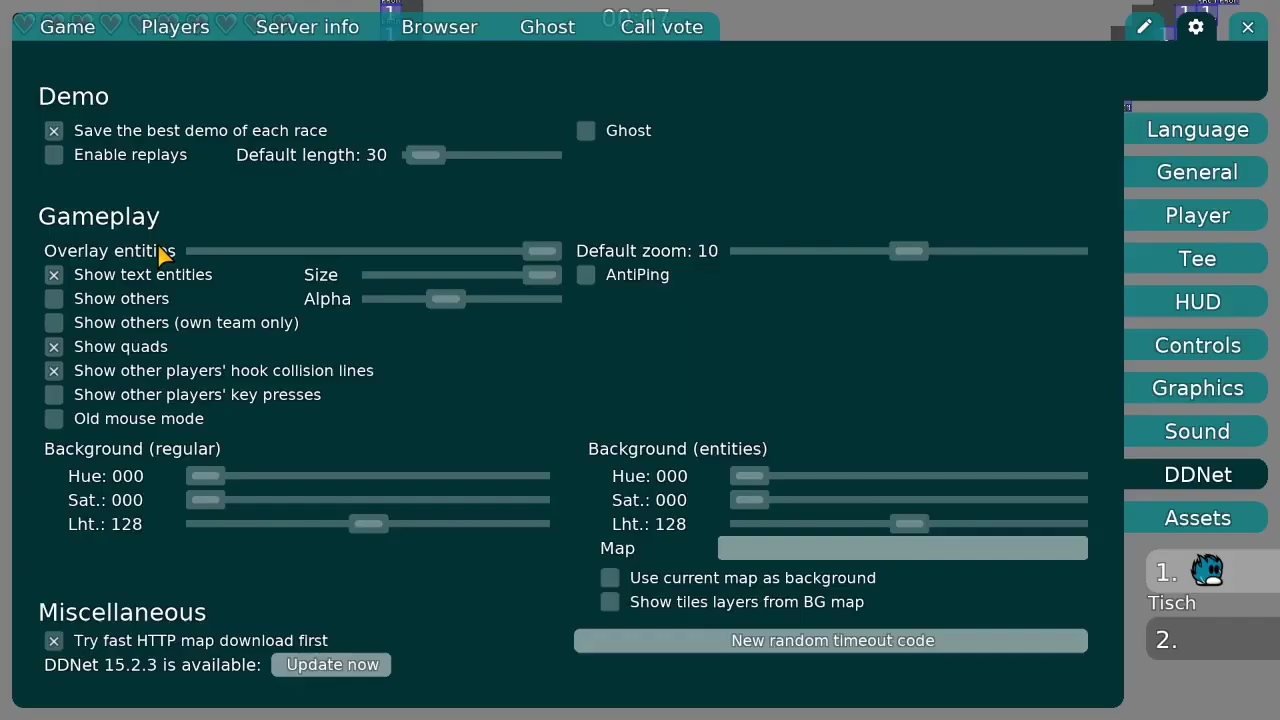 Game Players Server info Browser Ghost Call vote
Demo
Save the best demo of each race
Ghost
Enable replays Default length: 30
Gameplay
Overlay entities
Default zoom: 10
Show text entities Size
AntiPing
Show others Alpha
Show others (own team only)
Show quads
Show other players' hook collision lines
Show other players' key presses
Old mouse mode
Background (regular)
Hue: 000
Sat.: 000
Lht.: 128
Background (entities)
Hue: 000
Sat.: 000
Lht.: 128
Map
Use current map as background
Show tiles layers from BG map
Miscellaneous
Try fast HTTP map download first
New random timeout code
DDNet 15.2.3 is available: Update now
Language
General
Player
Tee
HUD
Controls
Graphics
Sound
DDNet
Assets
1.
Tisch
2.